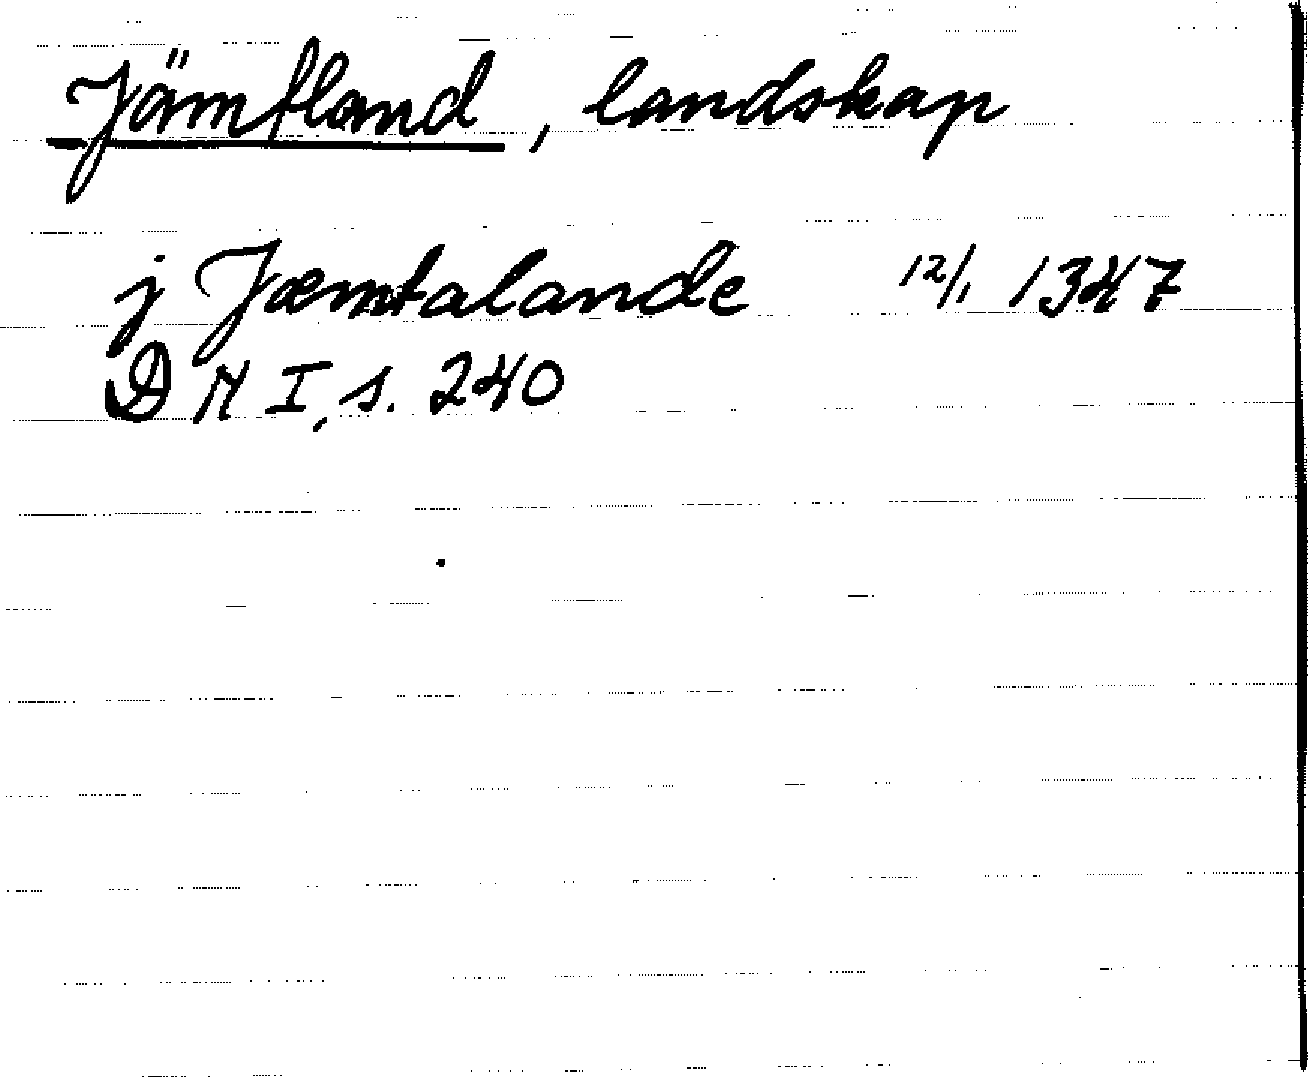 Jämtland, landskap
j Jæmtalande 12/1 1347
DN I, s. 240